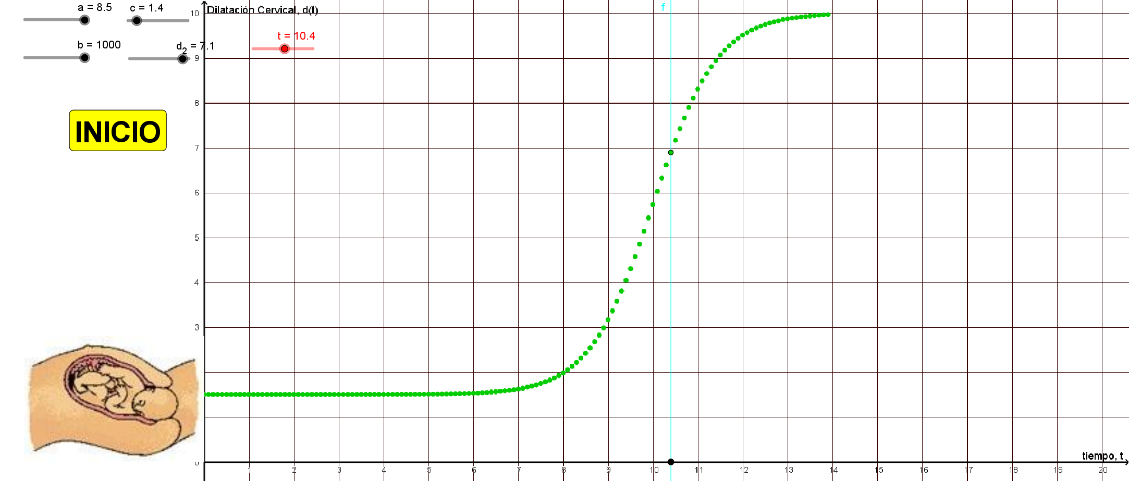 a = 8.5
c = 1.4
b = 1000
d2 = 7.1
t = 10.4
INICIO
Dilatación Cervical, d(t)
f
10
9
8
7
6
5
4
3
0
1 2 3 4 5 6 7 8 9 10 11 12 13 14 15 16 17 18 19 20
tiempo, t